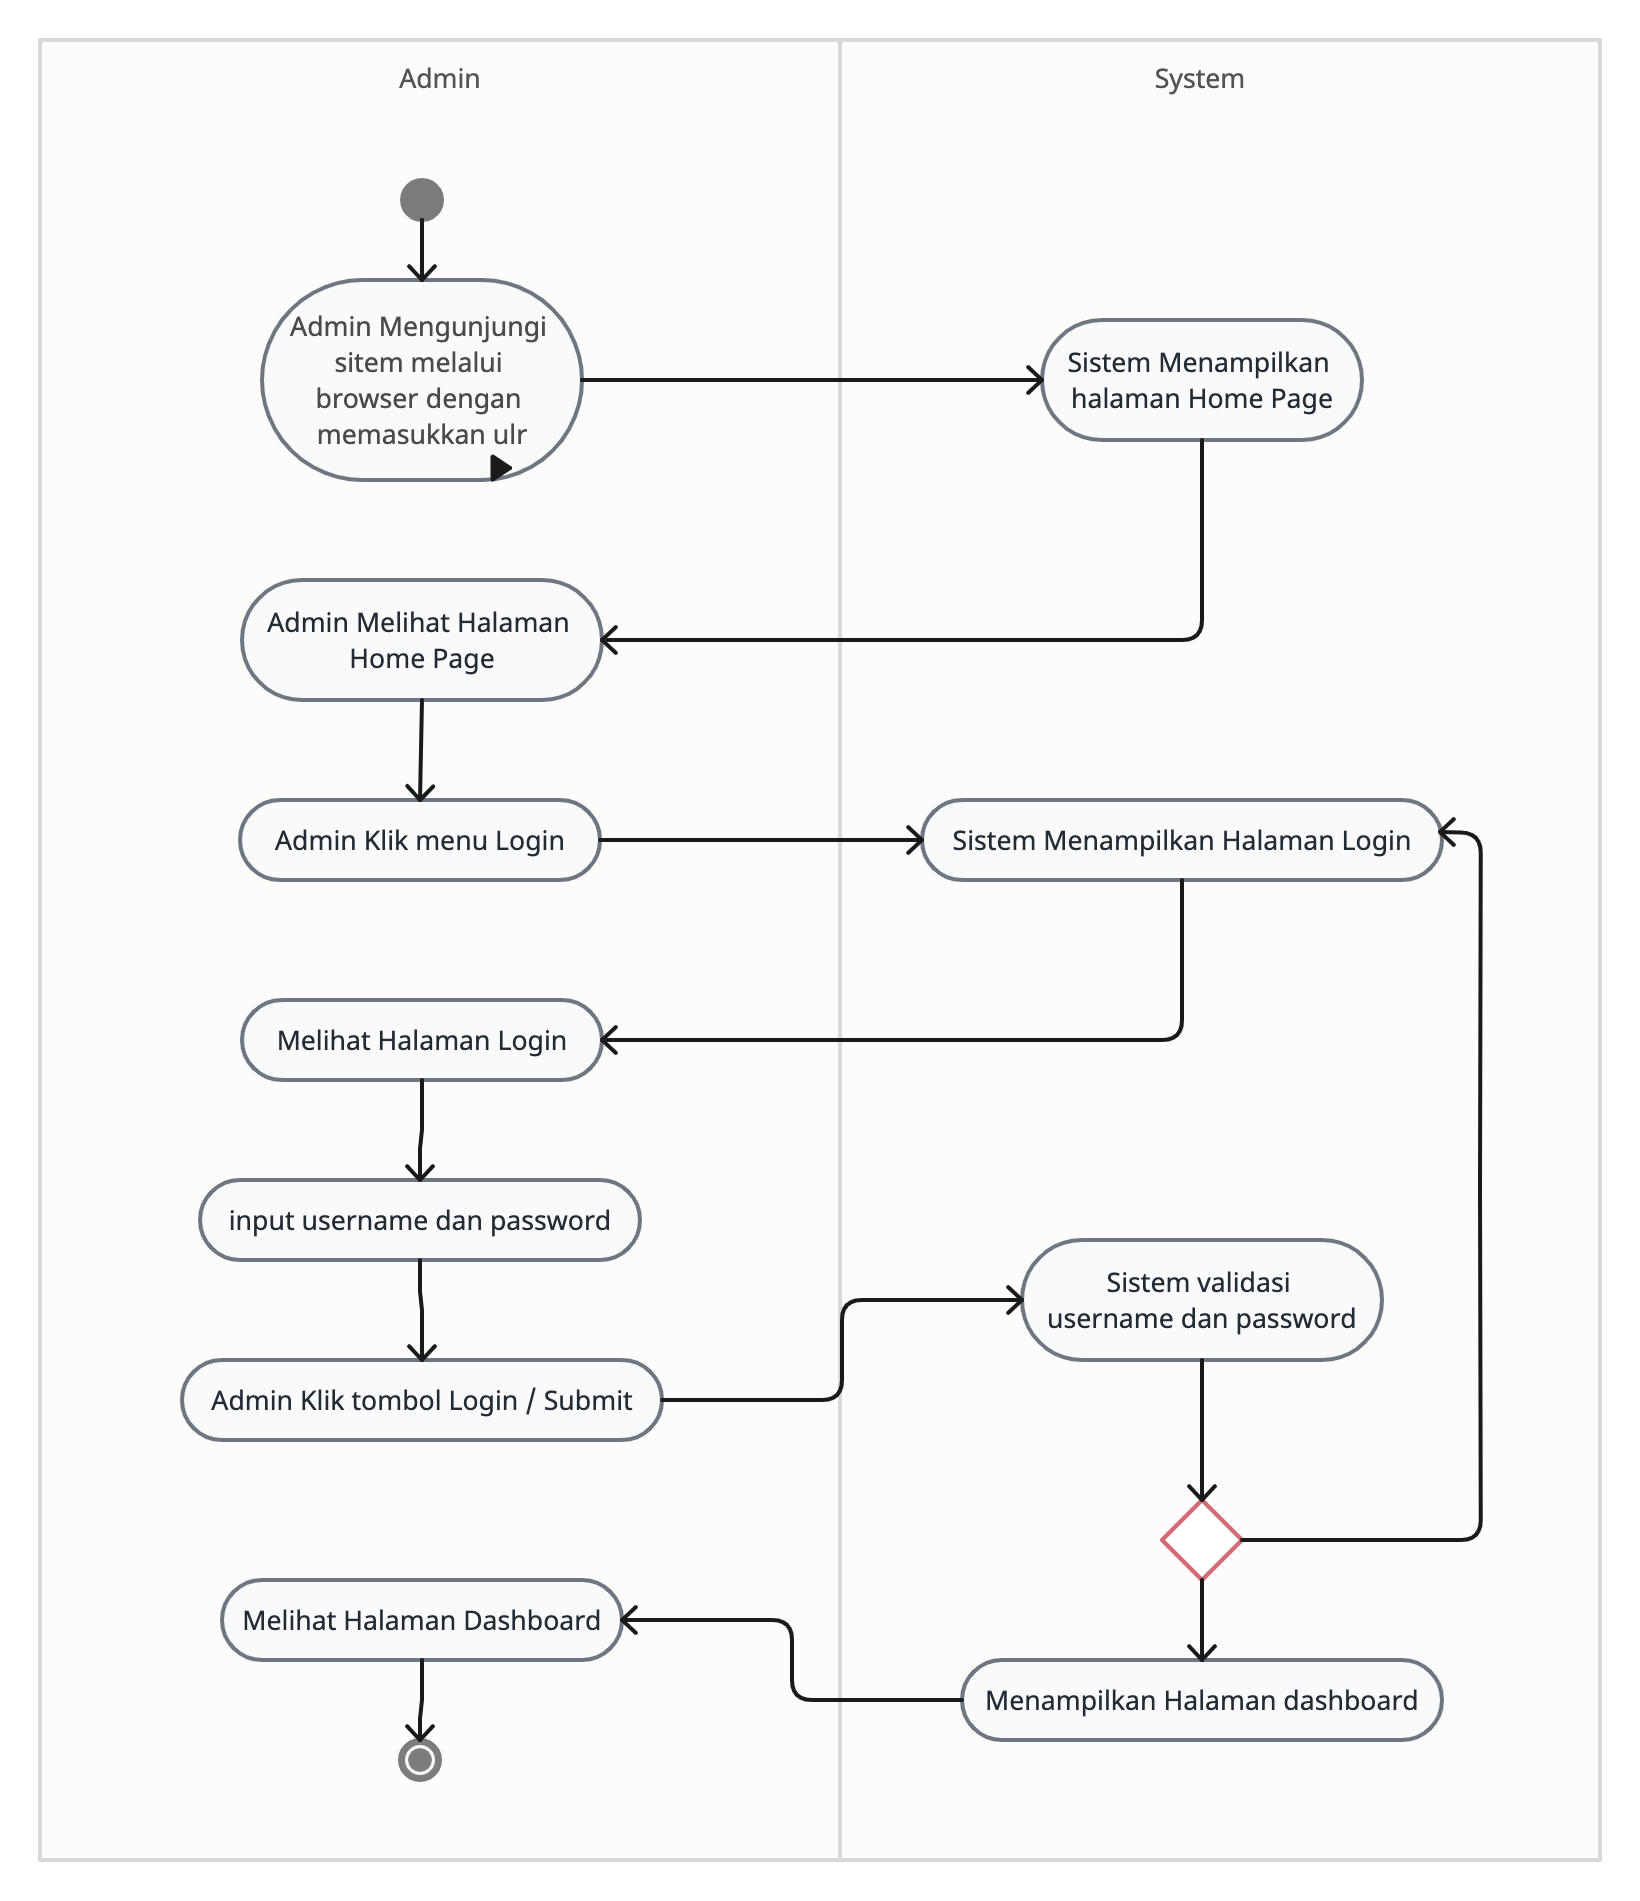 Admin
System
Admin Mengunjungi
sitem melalui
browser dengan
memasukkan ulr
Sistem Menampilkan
halaman Home Page
Admin Melihat Halaman
Home Page
Admin Klik menu Login
Sistem Menampilkan Halaman Login
Melihat Halaman Login
input username dan password
Sistem validasi
username dan password
Admin Klik tombol Login / Submit
Melihat Halaman Dashboard
Menampilkan Halaman dashboard